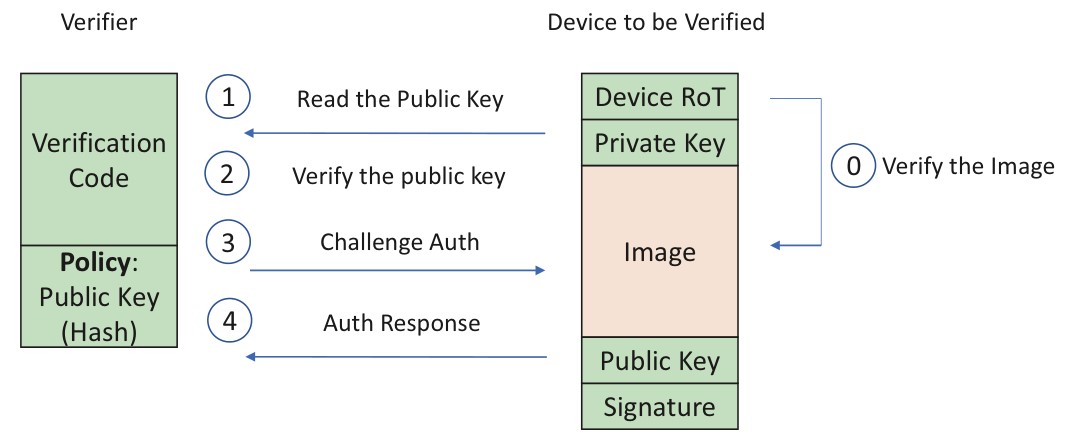 Verifier
Device to be Verified
Verification
Code
Policy:
Public Key
(Hash)
1
Read the Public Key
2
Verify the public key
3
Challenge Auth
4
Auth Response
Device RoT
Private Key
Image
Public Key
Signature
0 Verify the Image